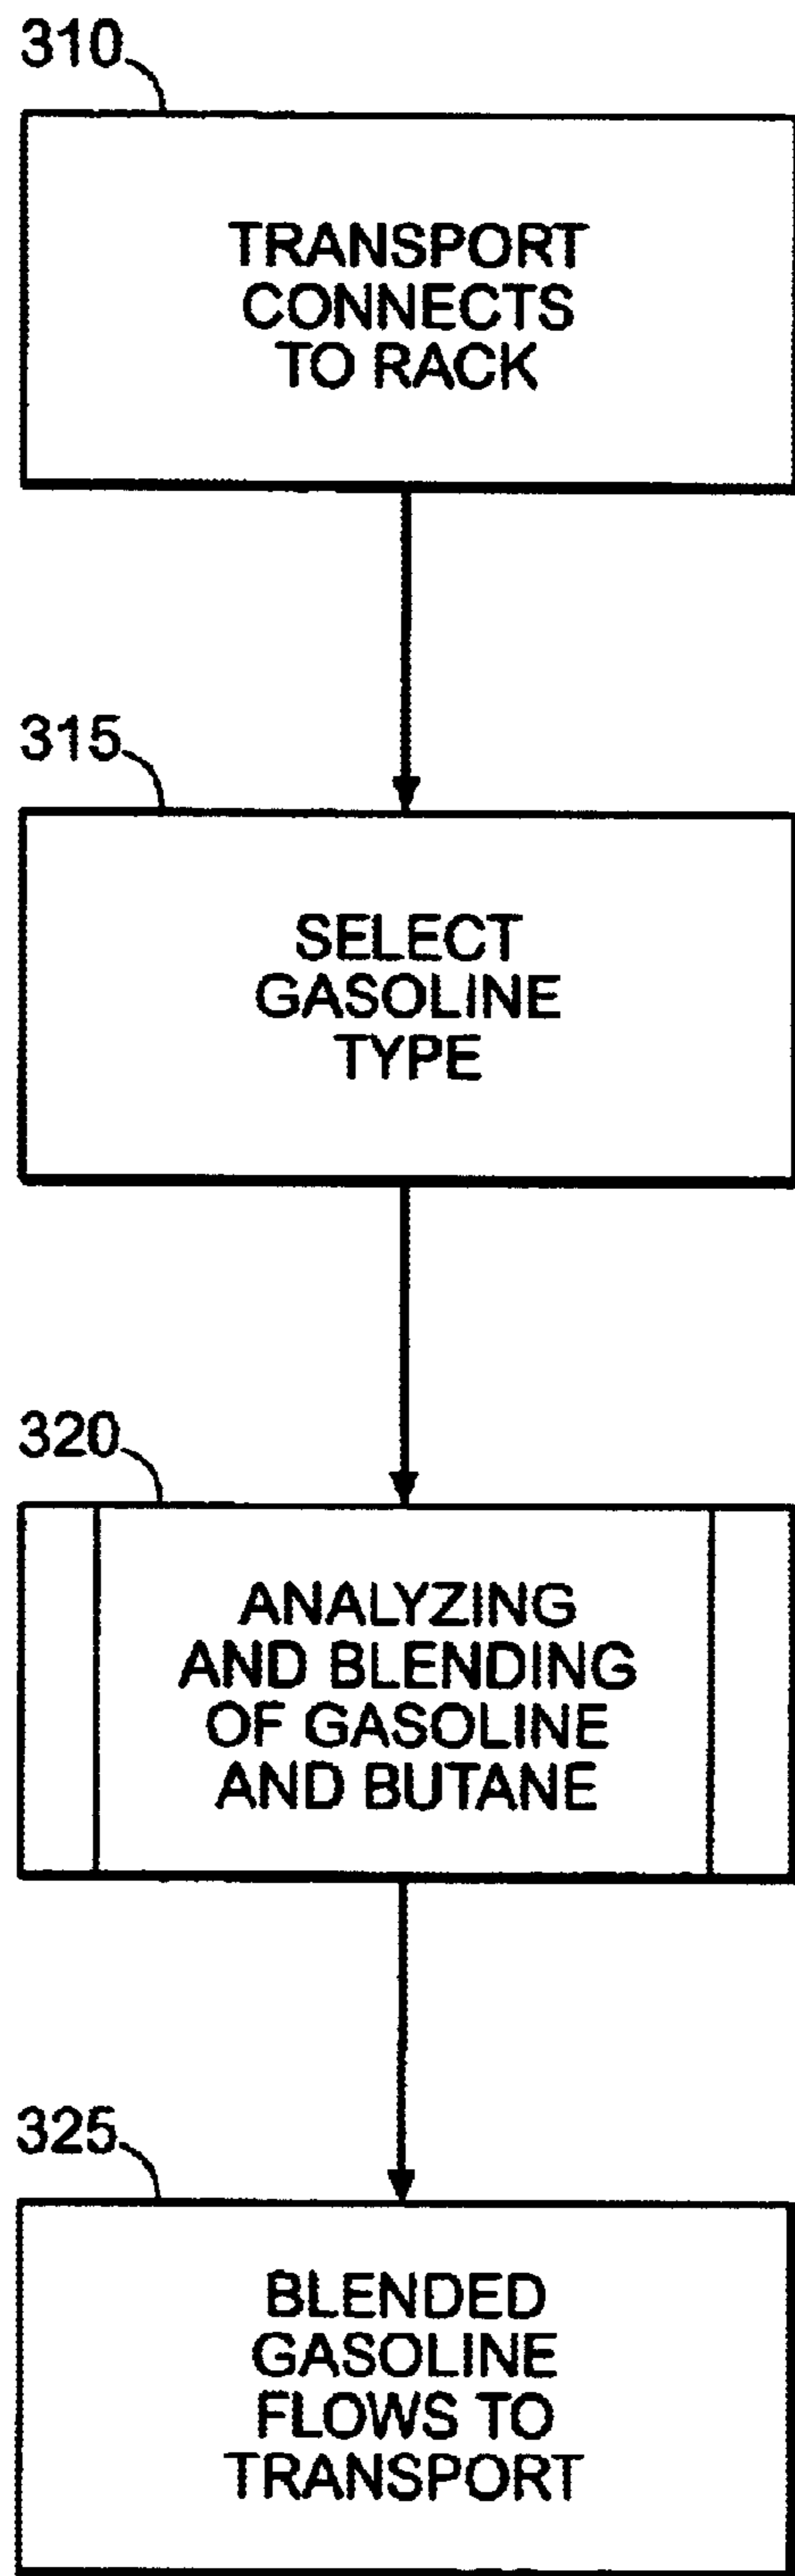 310
TRANSPORT
CONNECTS
TO RACK
315
SELECT
GASOLINE
TYPE
320
ANALYZING
AND BLENDING
OF GASOLINE
AND BUTANE
325
BLENDED
GASOLINE
FLOWS TO
TRANSPORT